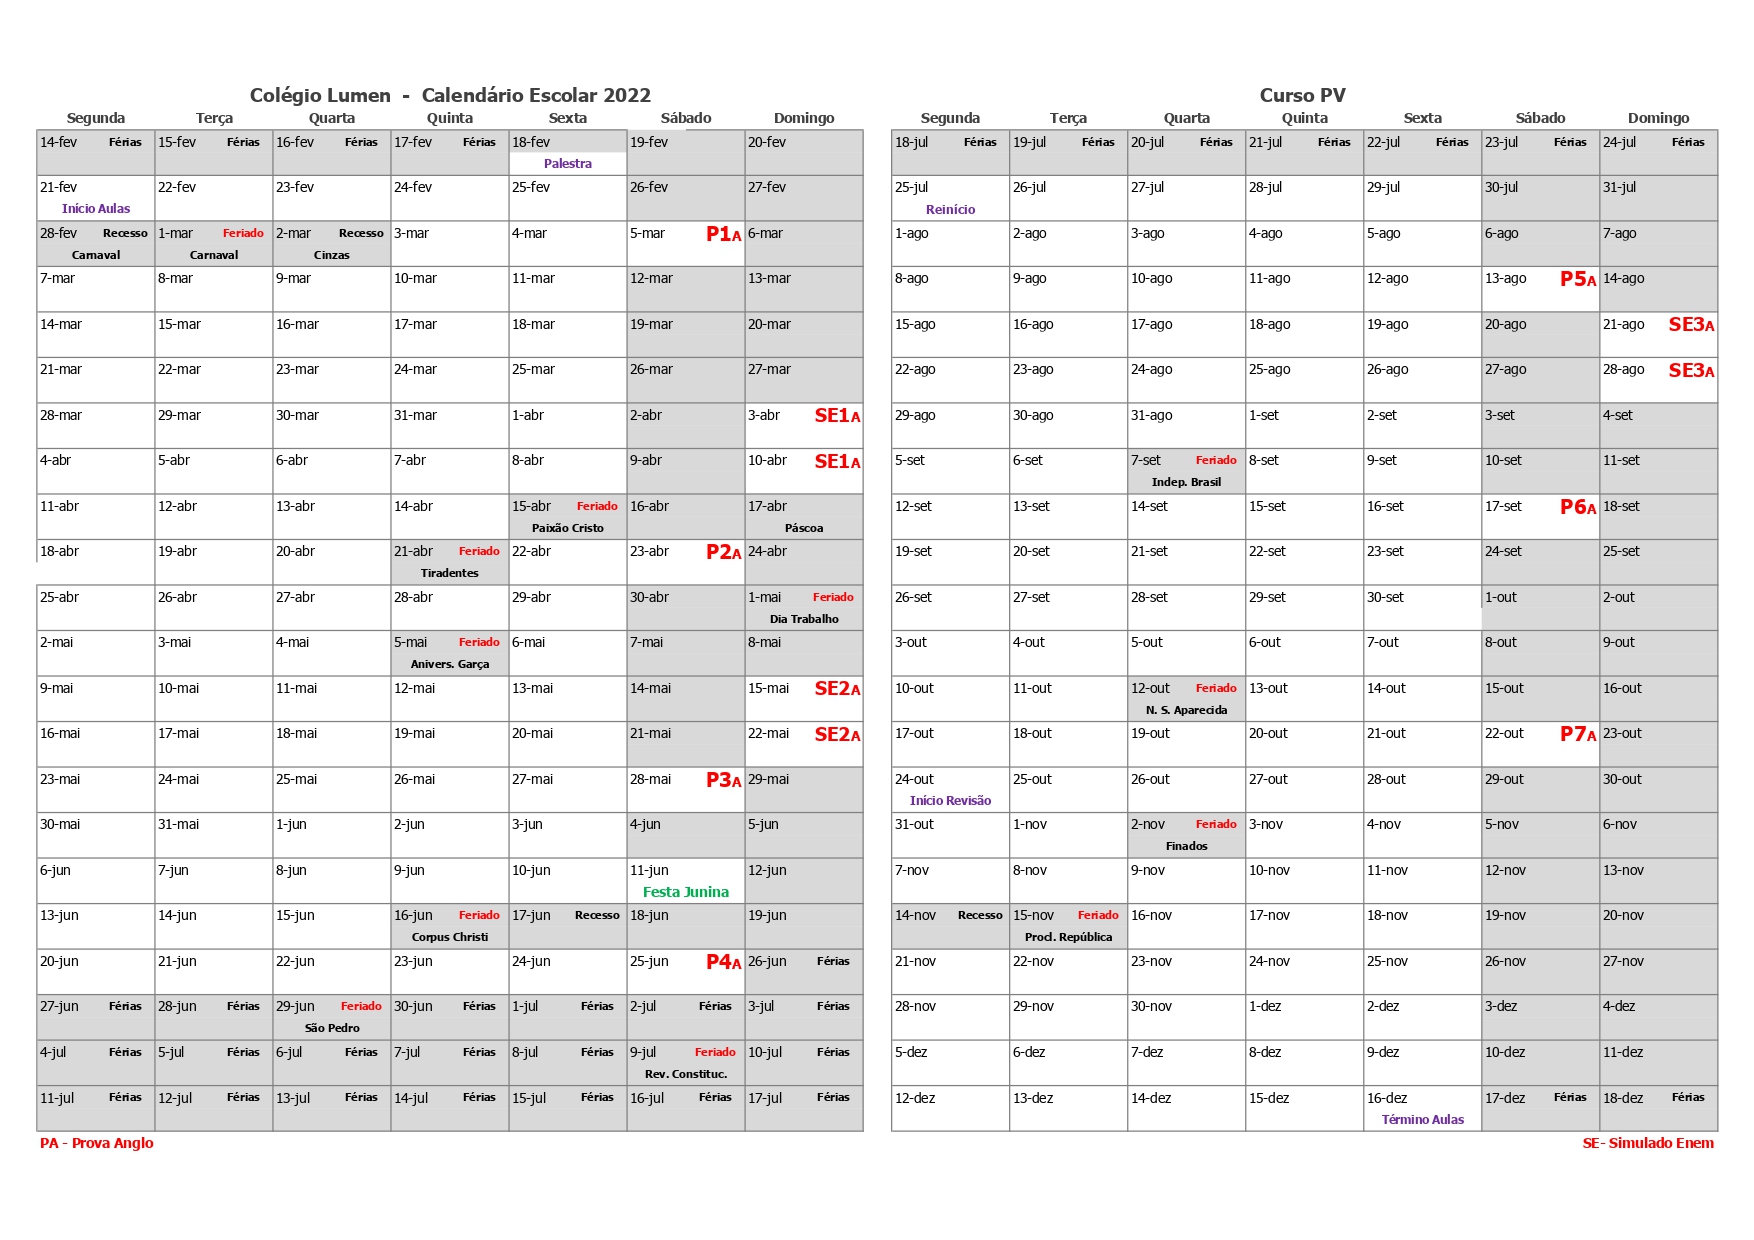 Colégio Lumen - Calendário Escolar 2022
Segunda Terça Quarta Quinta Sexta Sábado Domingo
14-fev Férias 15-fev Férias 16-fev Férias 17-fev Férias 18-fev 19-fev 20-fev
Palestra
21-fev 22-fev 23-fev 24-fev 25-fev 26-fev 27-fev
Início Aulas
28-fev Recesso 1-mar Feriado 2-mar Recesso 3-mar 4-mar 5-mar P1A 6-mar
Carnaval Carnaval Cinzas
7-mar 8-mar 9-mar 10-mar 11-mar 12-mar 13-mar
14-mar 15-mar 16-mar 17-mar 18-mar 19-mar 20-mar
21-mar 22-mar 23-mar 24-mar 25-mar 26-mar 27-mar
28-mar 29-mar 30-mar 31-mar 1-abr 2-abr 3-abr SE1A
4-abr 5-abr 6-abr 7-abr 8-abr 9-abr 10-abr SE1A
11-abr 12-abr 13-abr 14-abr 15-abr Feriado 16-abr 17-abr
Paixão Cristo Páscoa
18-abr 19-abr 20-abr 21-abr Feriado 22-abr 23-abr P2A 24-abr
Tiradentes
25-abr 26-abr 27-abr 28-abr 29-abr 30-abr 1-mai Feriado
Dia Trabalho
2-mai 3-mai 4-mai 5-mai Feriado 6-mai 7-mai 8-mai
Anivers. Garça
9-mai 10-mai 11-mai 12-mai 13-mai 14-mai 15-mai SE2A
16-mai 17-mai 18-mai 19-mai 20-mai 21-mai 22-mai SE2A
23-mai 24-mai 25-mai 26-mai 27-mai 28-mai P3A 29-mai
30-mai 31-mai 1-jun 2-jun 3-jun 4-jun 5-jun
6-jun 7-jun 8-jun 9-jun 10-jun 11-jun 12-jun
Festa Junina
13-jun 14-jun 15-jun 16-jun Feriado 17-jun Recesso 18-jun 19-jun
Corpus Christi
20-jun 21-jun 22-jun 23-jun 24-jun 25-jun P4A 26-jun Férias
27-jun Férias 28-jun Férias 29-jun Feriado 30-jun Férias 1-jul Férias 2-jul Férias 3-jul Férias
São Pedro
4-jul Férias 5-jul Férias 6-jul Férias 7-jul Férias 8-jul Férias 9-jul Feriado 10-jul Férias
Rev. Constituc.
11-jul Férias 12-jul Férias 13-jul Férias 14-jul Férias 15-jul Férias 16-jul Férias 17-jul Férias
PA - Prova Anglo
Curso PV
Segunda Terça Quarta Quinta Sexta Sábado Domingo
18-jul Férias 19-jul Férias 20-jul Férias 21-jul Férias 22-jul Férias 23-jul Férias 24-jul Férias
25-jul 26-jul 27-jul 28-jul 29-jul 30-jul 31-jul
Reinício
1-ago 2-ago 3-ago 4-ago 5-ago 6-ago 7-ago
8-ago 9-ago 10-ago 11-ago 12-ago 13-ago P5A 14-ago
15-ago 16-ago 17-ago 18-ago 19-ago 20-ago 21-ago SE3A
22-ago 23-ago 24-ago 25-ago 26-ago 27-ago 28-ago SE3A
29-ago 30-ago 31-ago 1-set 2-set 3-set 4-set
5-set 6-set 7-set Feriado 8-set 9-set 10-set 11-set
Indep. Brasil
12-set 13-set 14-set 15-set 16-set 17-set P6A 18-set
19-set 20-set 21-set 22-set 23-set 24-set 25-set
26-set 27-set 28-set 29-set 30-set 1-out 2-out
3-out 4-out 5-out 6-out 7-out 8-out 9-out
10-out 11-out 12-out Feriado 13-out 14-out 15-out 16-out
N. S. Aparecida
17-out 18-out 19-out 20-out 21-out 22-out P7A 23-out
24-out 25-out 26-out 27-out 28-out 29-out 30-out
Início Revisão
31-out 1-nov 2-nov Feriado 3-nov 4-nov 5-nov 6-nov
Finados
7-nov 8-nov 9-nov 10-nov 11-nov 12-nov 13-nov
14-nov Recesso 15-nov Feriado 16-nov 17-nov 18-nov 19-nov 20-nov
Procl. República
21-nov 22-nov 23-nov 24-nov 25-nov 26-nov 27-nov
28-nov 29-nov 30-nov 1-dez 2-dez 3-dez 4-dez
5-dez 6-dez 7-dez 8-dez 9-dez 10-dez 11-dez
12-dez 13-dez 14-dez 15-dez 16-dez 17-dez Férias 18-dez Férias
Término Aulas
SE- Simulado Enem